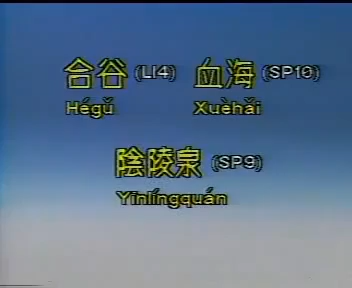 合谷 (LI4) 血海 (SP10)
Hégǔ Xuèhǎi
陰陵泉 (SP9)
Yīnlíngquán